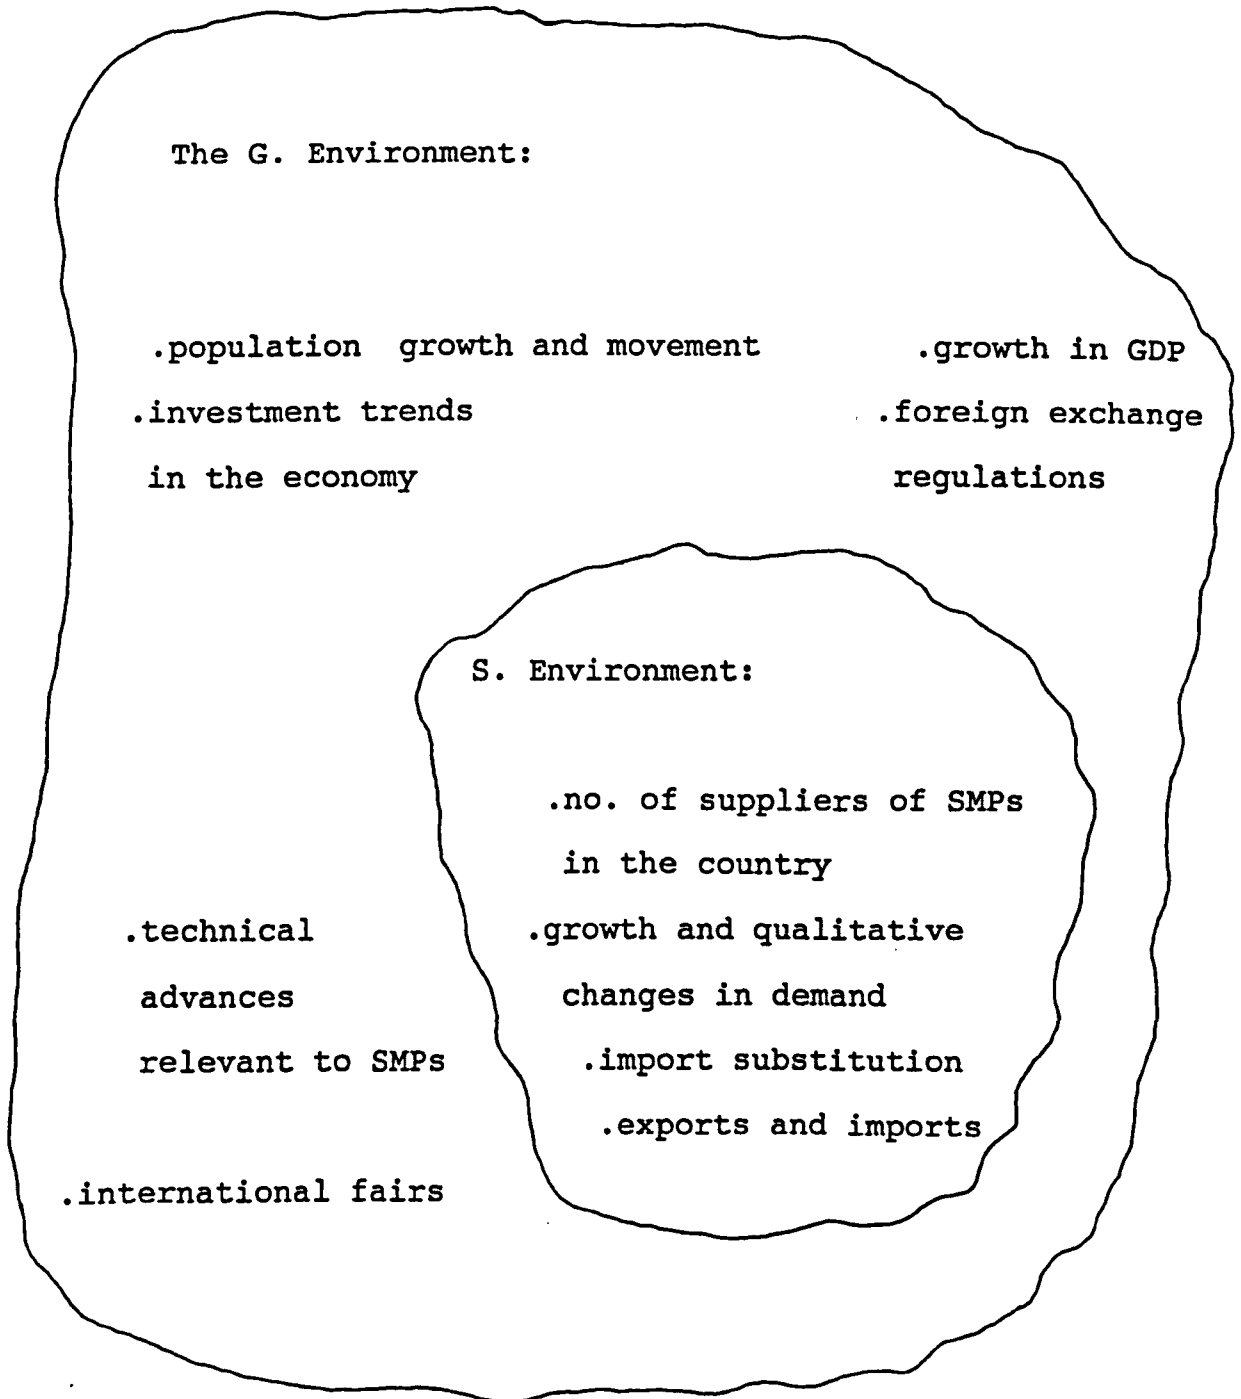 The G. Environment:
.population growth and movement
.growth in GDP
.investment trends
in the economy
.foreign exchange
regulations
S. Environment:
.no. of suppliers of SMPs
in the country
.growth and qualitative
changes in demand
.import substitution
.exports and imports
.technical
advances
relevant to SMPs
.international fairs